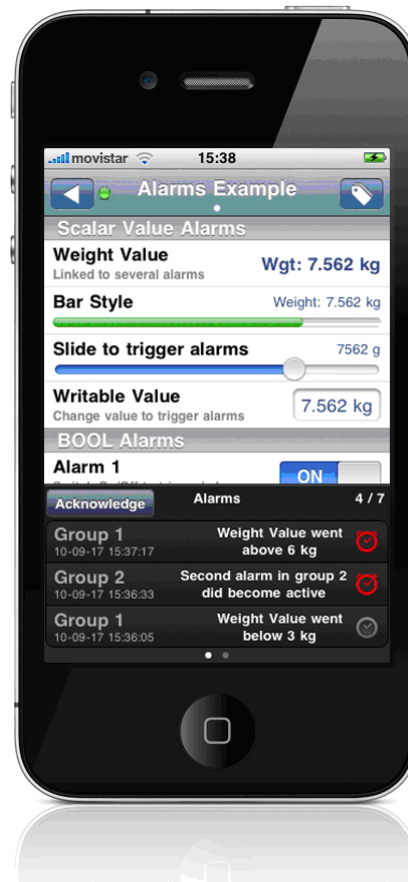 movistar 15:38
Alarms Example
Scalar Value Alarms
Weight Value
Linked to several alarms
Wgt: 7.562 kg
Bar Style
Weight: 7.562 kg
Slide to trigger alarms
7562 g
Writable Value
Change value to trigger alarms
7.562 kg
BOOL Alarms
Alarm 1
ON
Acknowledge
Alarms
4 / 7
Group 1
10-09-17 15:37:17
Weight Value went
above 6 kg
Group 2
10-09-17 15:36:33
Second alarm in group 2
did become active
Group 1
10-09-17 15:36:05
Weight Value went
below 3 kg